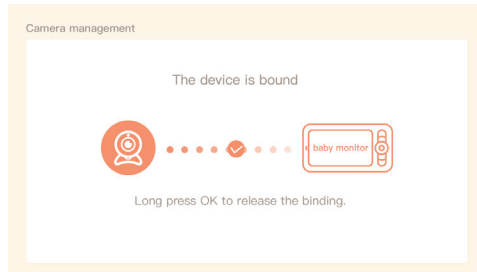 Camera management
The device is bound
baby monitor
Long press OK to release the binding.